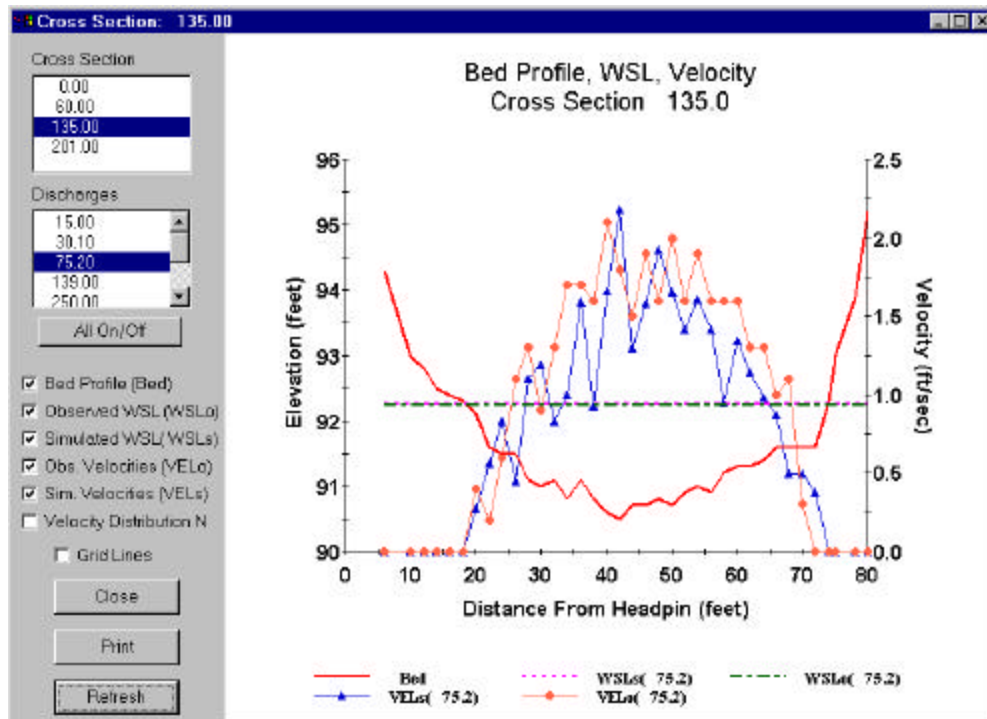 Cross Section: 135.00
Cross Section
0.00
60.00
135.00
201.00
Discharges
15.00
30.10
75.20
139.00
250.00
All On/Off
Bed Profile (Bed)
Observed WSL (WSLo)
Simulated WSL( WSLs)
Obs. Velocities (VELo)
Sim. Velocities (VELs)
Velocity Distribution N
Grid Lines
Close
Print
Refresh
Bed Profile, WSL, Velocity
Cross Section 135.0
Elevation (feet)
96
95
94
93
92
91
90
0 10 20 30 40 50 60 70 80
Distance From Headpin (feet)
2.5
2.0
1.5
1.0
0.5
0.0
Velocity (ft/sec)
Bed WSLs( 75.2) WSLo( 75.2)
VELs( 75.2) VELo( 75.2)